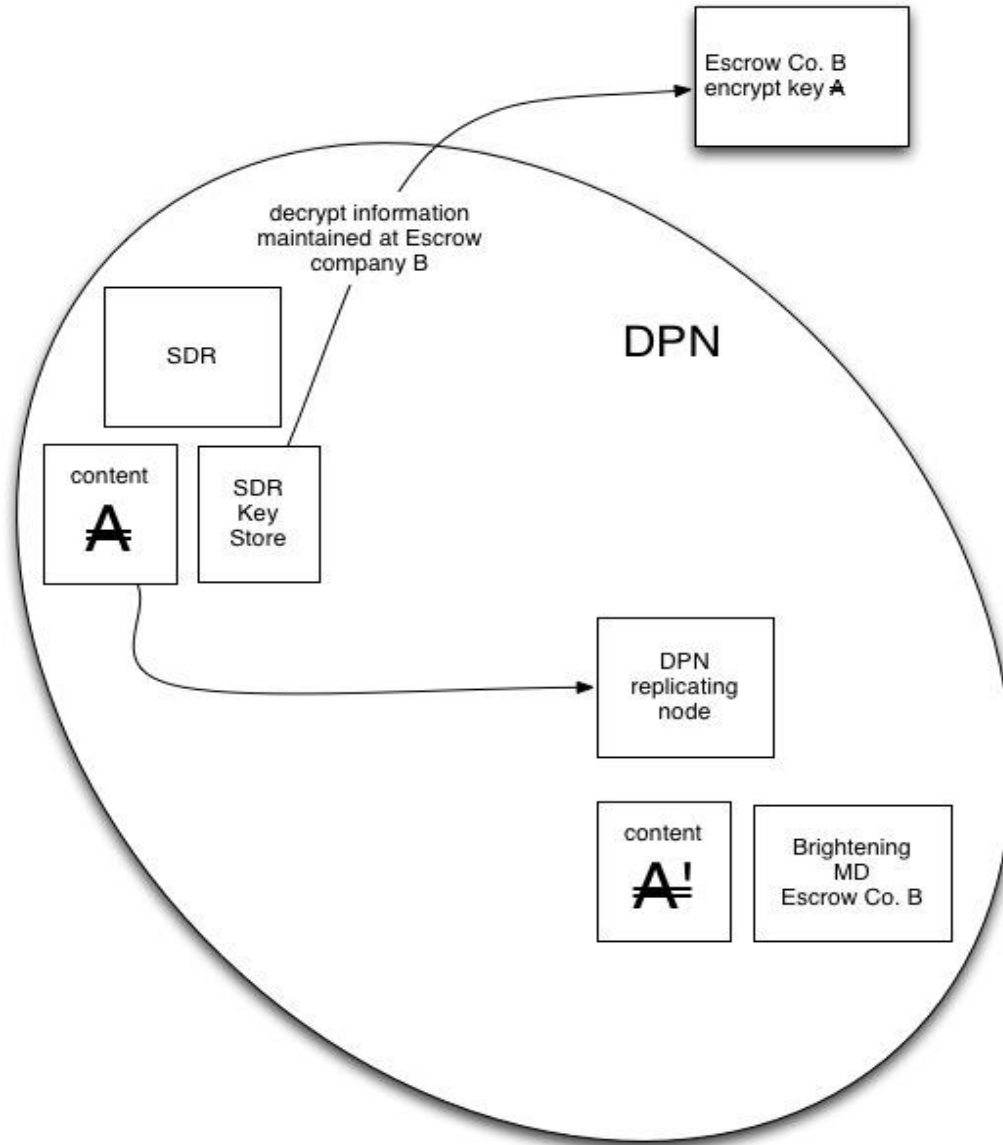 Escrow Co. B
encrypt key A̶
decrypt information
maintained at Escrow
company B
DPN
SDR
content
A̶
SDR
Key
Store
DPN
replicating
node
content
A̶'̶
Brightening
MD
Escrow Co. B